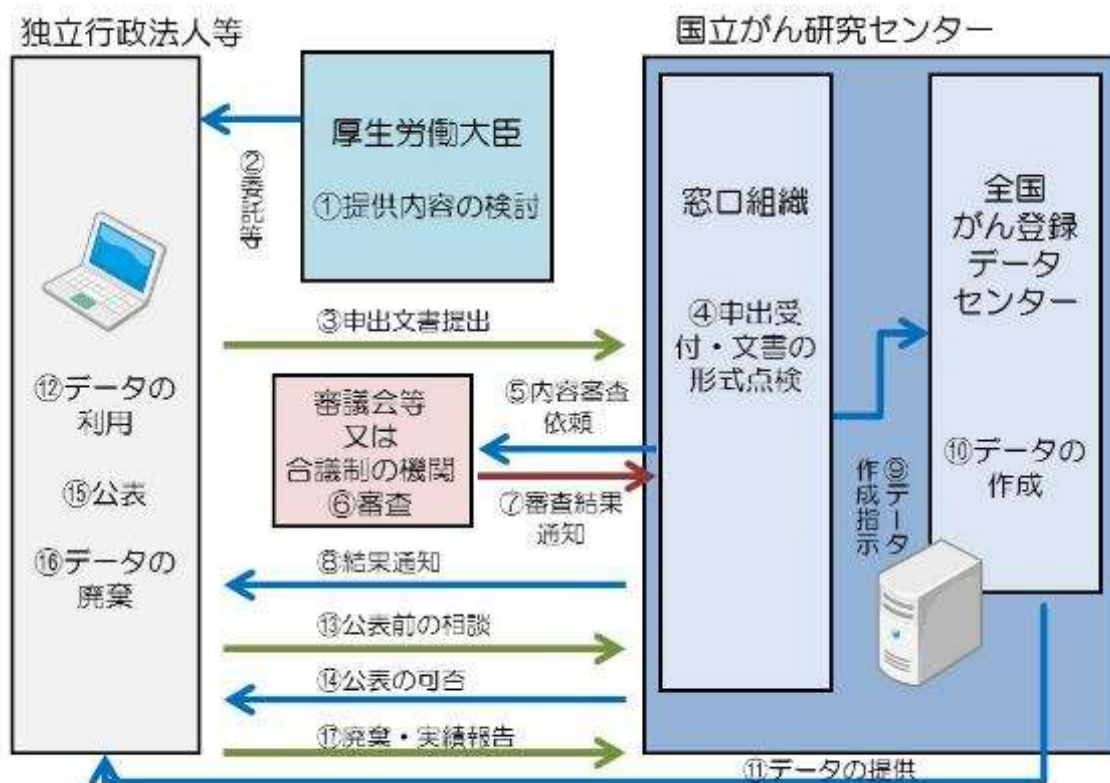 独立行政法人等
国立がん研究センター
厚生労働大臣
①提供内容の検討
②委託等
窓口組織
全国
がん登録
データ
センター
③申出文書提出
④申出受
付・文書の
形式点検
⑫データの
利用
審議会等
又は
合議制の機関
⑥審査
⑤内容審査
依頼
⑦審査結果
通知
⑨データ
作成指示
⑩データの
作成
⑮公表
⑯データの
廃棄
⑧結果通知
⑬公表前の相談
⑭公表の可否
⑰廃棄・実績報告
⑪データの提供